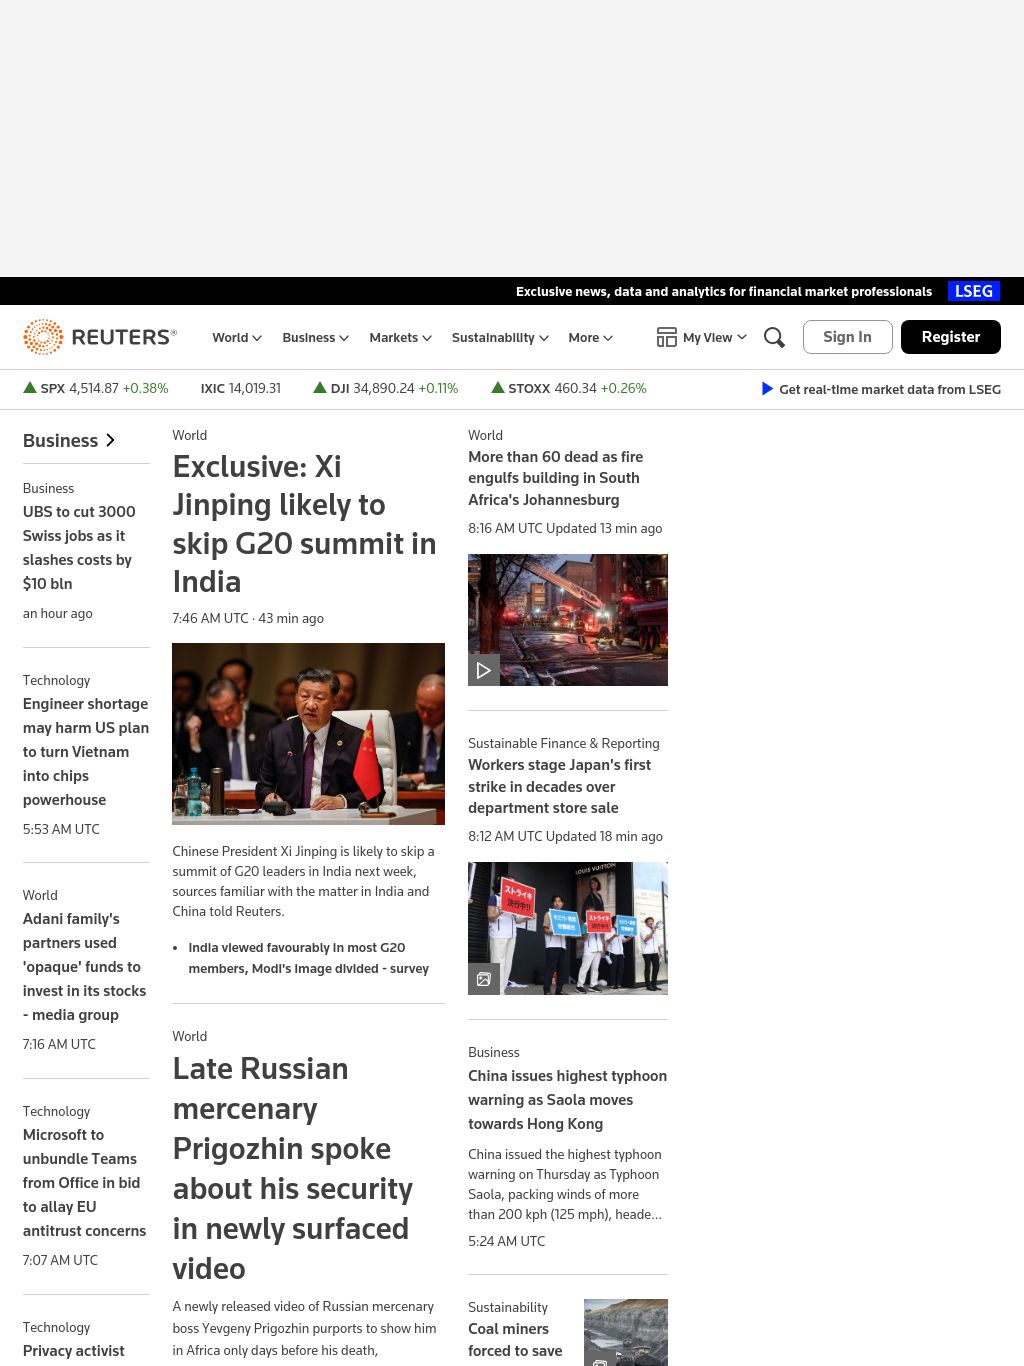 Exclusive news, data and analytics for financial market professionals LSEG
REUTERS®
World Business Markets Sustainability More My View Sign In Register
SPX 4,514.87 +0.38% IXIC 14,019.31 DJI 34,890.24 +0.11% STOXX 460.34 +0.26% Get real-time market data from LSEG
Business
Business
UBS to cut 3000
Swiss jobs as it
slashes costs by
$10 bln
an hour ago
Technology
Engineer shortage
may harm US plan
to turn Vietnam
into chips
powerhouse
5:53 AM UTC
World
Adani family's
partners used
'opaque' funds to
invest in its stocks
- media group
7:16 AM UTC
Technology
Microsoft to
unbundle Teams
from Office in bid
to allay EU
antitrust concerns
7:07 AM UTC
Technology
Privacy activist
World
Exclusive: Xi
Jinping likely to
skip G20 summit in
India
7:46 AM UTC · 43 min ago
Chinese President Xi Jinping is likely to skip a
summit of G20 leaders in India next week,
sources familiar with the matter in India and
China told Reuters.
• India viewed favourably in most G20
members, Modi's image divided - survey
World
Late Russian
mercenary
Prigozhin spoke
about his security
in newly surfaced
video
A newly released video of Russian mercenary
boss Yevgeny Prigozhin purports to show him
in Africa only days before his death,
World
More than 60 dead as fire
engulfs building in South
Africa's Johannesburg
8:16 AM UTC Updated 13 min ago
Sustainable Finance & Reporting
Workers stage Japan's first
strike in decades over
department store sale
8:12 AM UTC Updated 18 min ago
LOUIS VUITTON
ストライキ
決行中!!
ストライキ
Business
China issues highest typhoon
warning as Saola moves
towards Hong Kong
China issued the highest typhoon
warning on Thursday as Typhoon
Saola, packing winds of more
than 200 kph (125 mph), heade...
5:24 AM UTC
Sustainability
Coal miners
forced to save